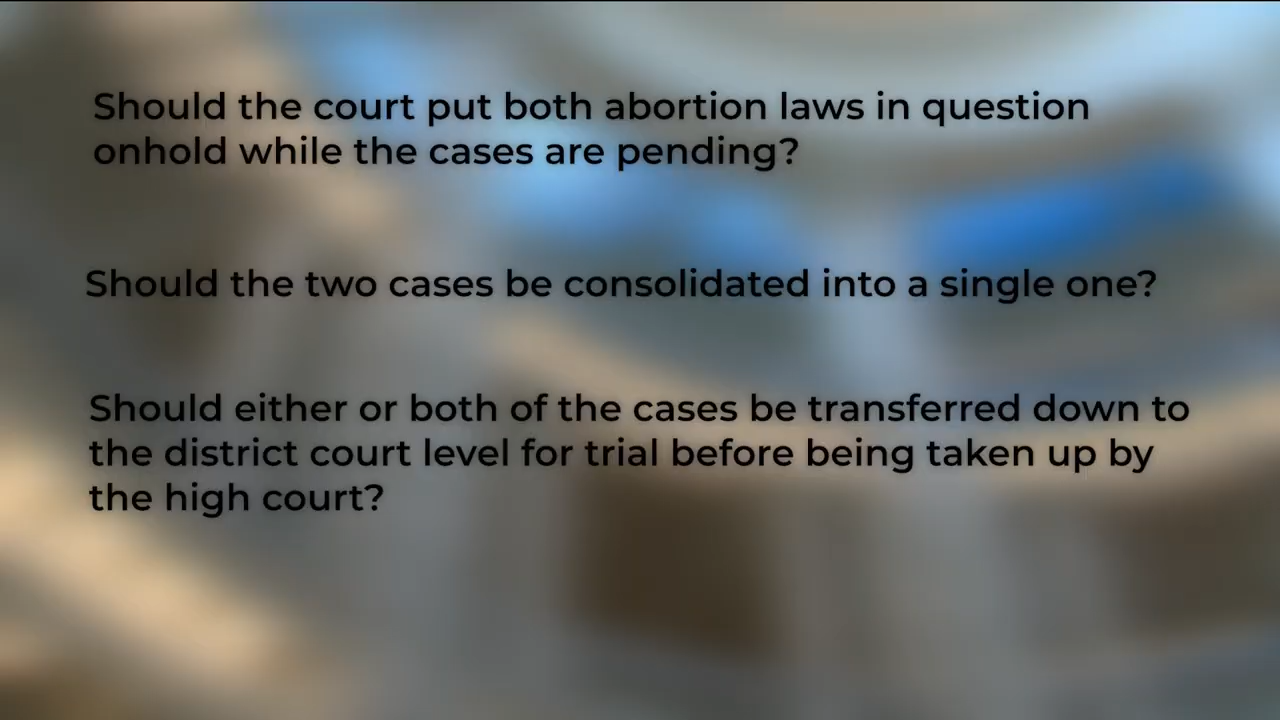 Should the court put both abortion laws in question
onhold while the cases are pending?
Should the two cases be consolidated into a single one?
Should either or both of the cases be transferred down to
the district court level for trial before being taken up by
the high court?